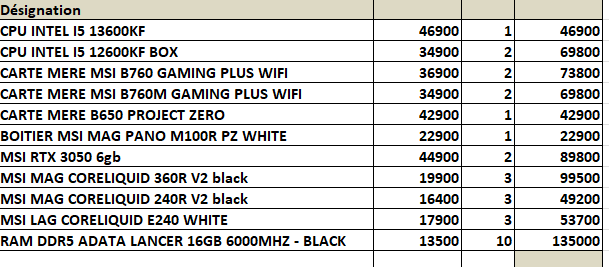 Désignation
CPU INTEL I5 13600KF 46900 1 46900
CPU INTEL I5 12600KF BOX 34900 2 69800
CARTE MERE MSI B760 GAMING PLUS WIFI 36900 2 73800
CARTE MERE MSI B760M GAMING PLUS WIFI 34900 2 69800
CARTE MERE B650 PROJECT ZERO 42900 1 42900
BOITIER MSI MAG PANO M100R PZ WHITE 22900 1 22900
MSI RTX 3050 6gb 44900 2 89800
MSI MAG CORELIQUID 360R V2 black 19900 3 99500
MSI MAG CORELIQUID 240R V2 black 16400 3 49200
MSI LAG CORELIQUID E240 WHITE 17900 3 53700
RAM DDR5 ADATA LANCER 16GB 6000MHZ - BLACK 13500 10 135000